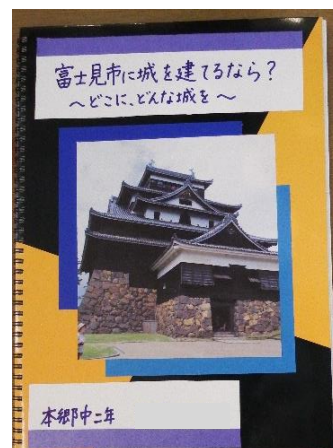 富士見市に城を建てるなら?
〜どこに、どんな城を〜
本郷中二年